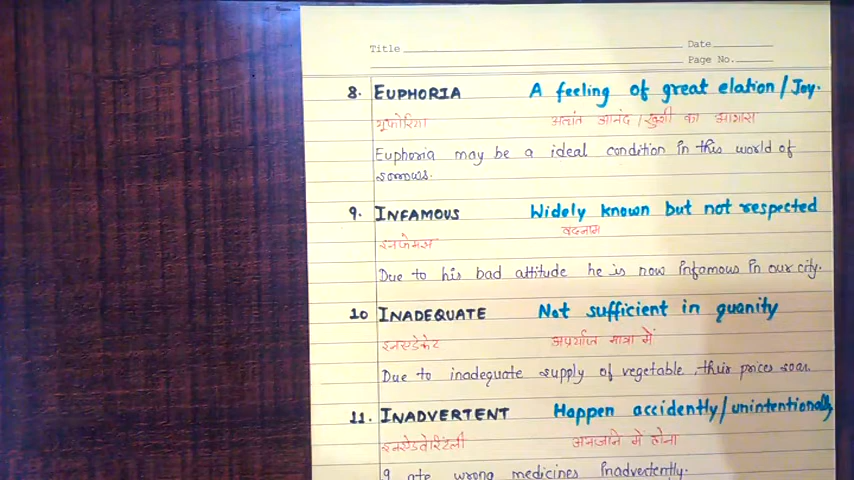 Title
Date
Page No.
8. EUPHORIA A feeling of great elation/Joy.
यूफोरिया अत्यंत आनंद/खुशी का आभास
Euphoria may be a ideal condition in this world of
sorrows.
9. INFAMOUS Widely known but not respected
इनफेमस बदनाम
Due to his bad attitude he is now infamous in our city.
10 INADEQUATE Not sufficient in quanity
इनएडेकेट अपर्याप्त मात्रा में
Due to inadequate supply of vegetable, their prices soar.
11. INADVERTENT Happen accidently/unintentionally
अनजाने में होना
I ate wrong medicines inadvertently.